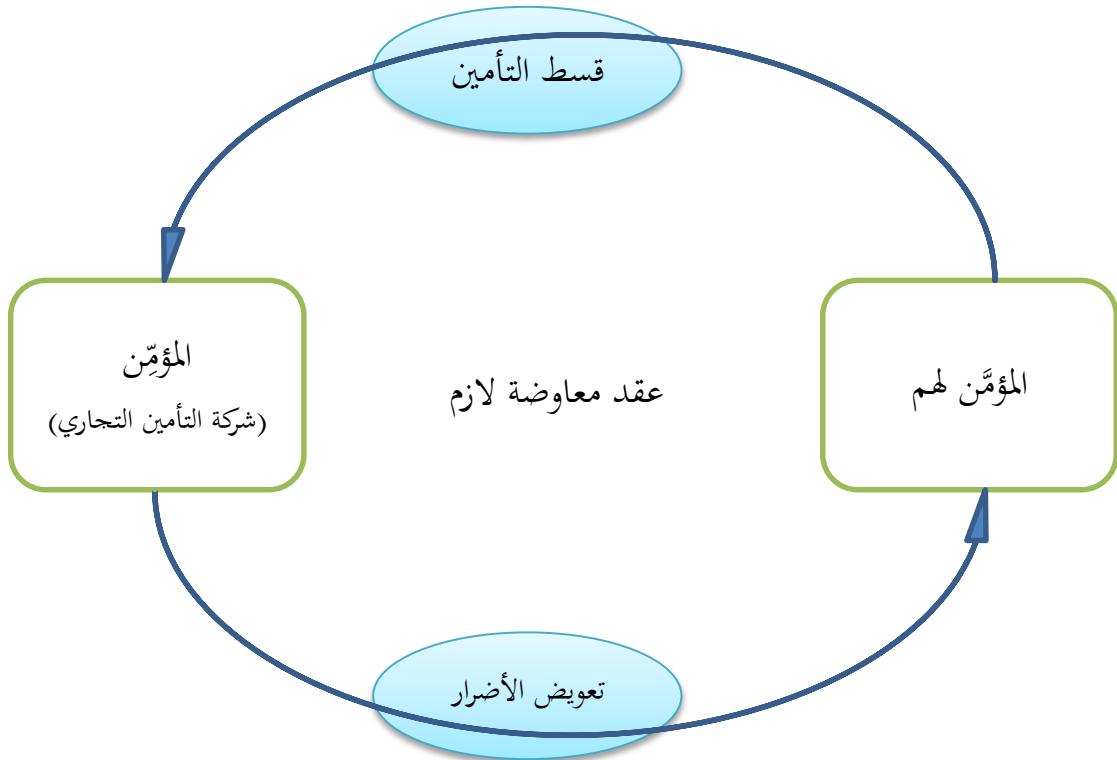 قسط التأمين
المؤمَّن لهم
عقد معاوضة لازم
المؤمِّن
(شركة التأمين التجاري)
تعويض الأضرار